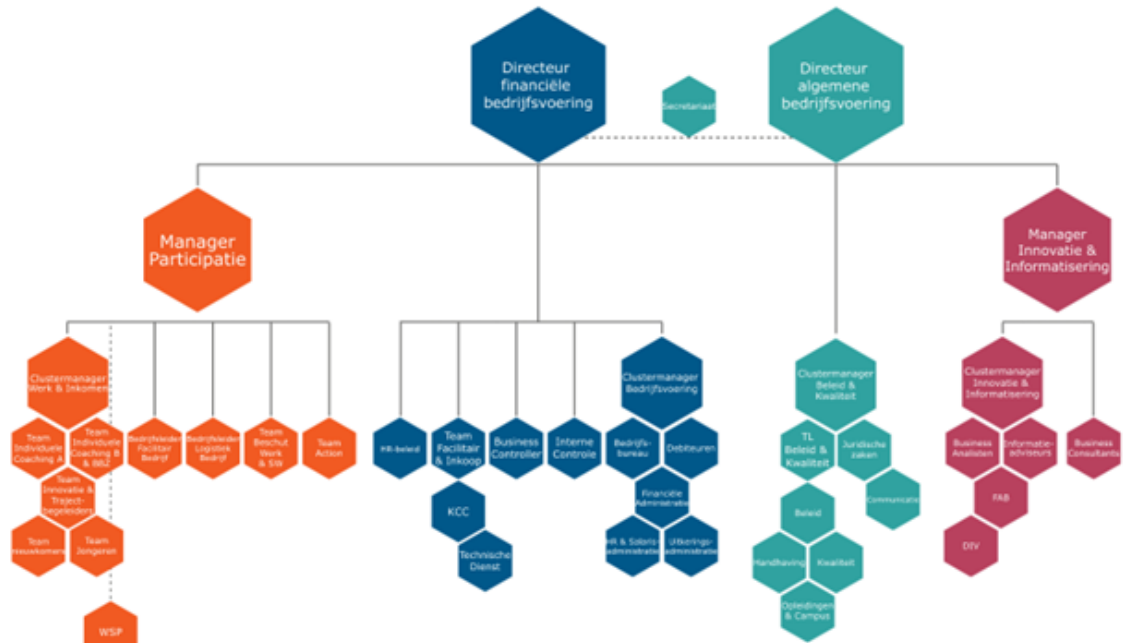 Directeur
financiële
bedrijfsvoering
Secretariaat
Directeur
algemene
bedrijfsvoering
Manager
Participatie
Manager
Innovatie &
Informatisering
Clustermanager
Werk & Inkomen
Clustermanager
Bedrijfsvoering
Clustermanager
Beleid &
Kwaliteit
Clustermanager
Innovatie &
Informatisering
Team
Individuele
Coaching A
Team
Individuele
Coaching B
& BBZ
Bedrijfsleider
Facilitair
Bedrijf
Bedrijfsleider
Logistiek
Bedrijf
Team
Beschut
Werk
& SW
Team
Action
HR-beleid
Team
Facilitair
& Inkoop
Business
Controller
Interne
Controle
Bedrijfs-
bureau
Debiteuren
TL
Beleid &
Kwaliteit
Juridische
zaken
Business
Analisten
Informatie-
adviseurs
Business
Consultants
Team
Innovatie &
Traject-
begeleiders
KCC
Financiële
Administratie
Communicatie
Beleid
FAB
Team
nieuwkomers
Team
Jongeren
Technische
Dienst
HR & Salaris-
administratie
Uitkerings-
administratie
Handhaving
Kwaliteit
DIV
Opleidingen
& Campus
WSP